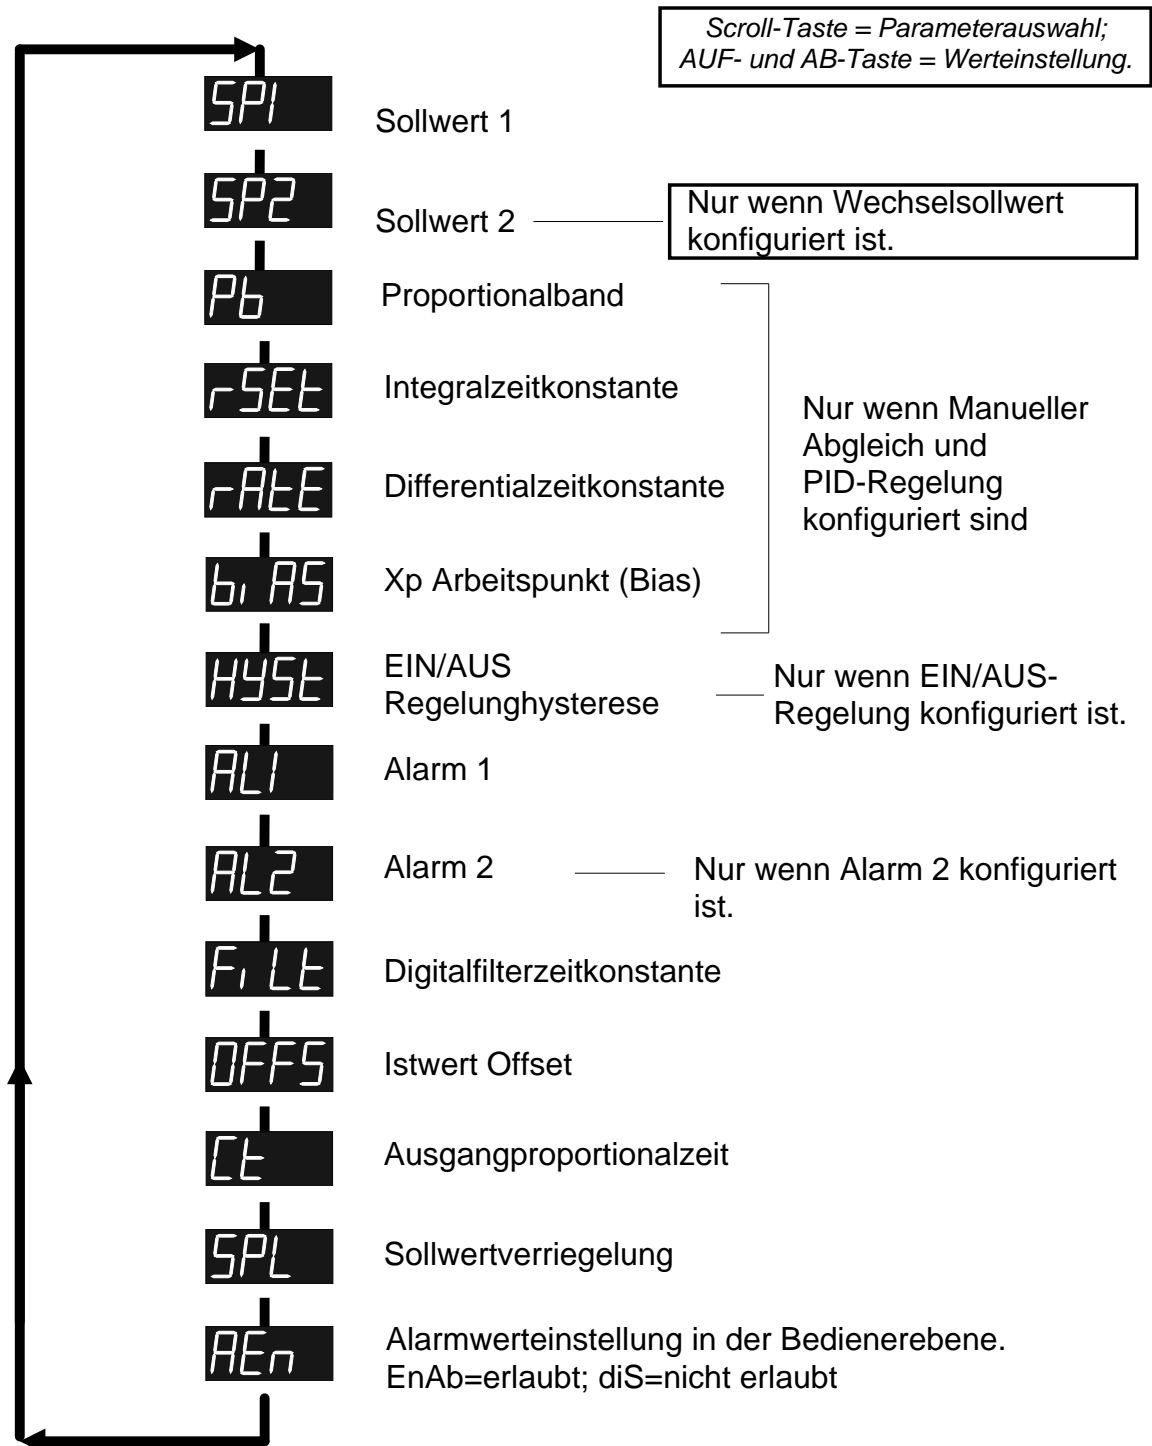 Scroll-Taste = Parameterauswahl;
AUF- und AB-Taste = Werteinstellung.
SP1
Sollwert 1
SP2
Sollwert 2
Nur wenn Wechselsollwert
konfiguriert ist.
Pb
Proportionalband
rSEt
Integralzeitkonstante
Nur wenn Manueller
Abgleich und
PID-Regelung
konfiguriert sind
rAtE
Differentialzeitkonstante
biAS
Xp Arbeitspunkt (Bias)
HYSt
EIN/AUS
Regelunghysterese
Nur wenn EIN/AUS-
Regelung konfiguriert ist.
AL1
Alarm 1
AL2
Alarm 2
Nur wenn Alarm 2 konfiguriert
ist.
FiLt
Digitalfilterzeitkonstante
OFFS
Istwert Offset
Ct
Ausgangproportionalzeit
SPL
Sollwertverriegelung
AEn
Alarmwerteinstellung in der Bedienerebene.
EnAb=erlaubt; diS=nicht erlaubt